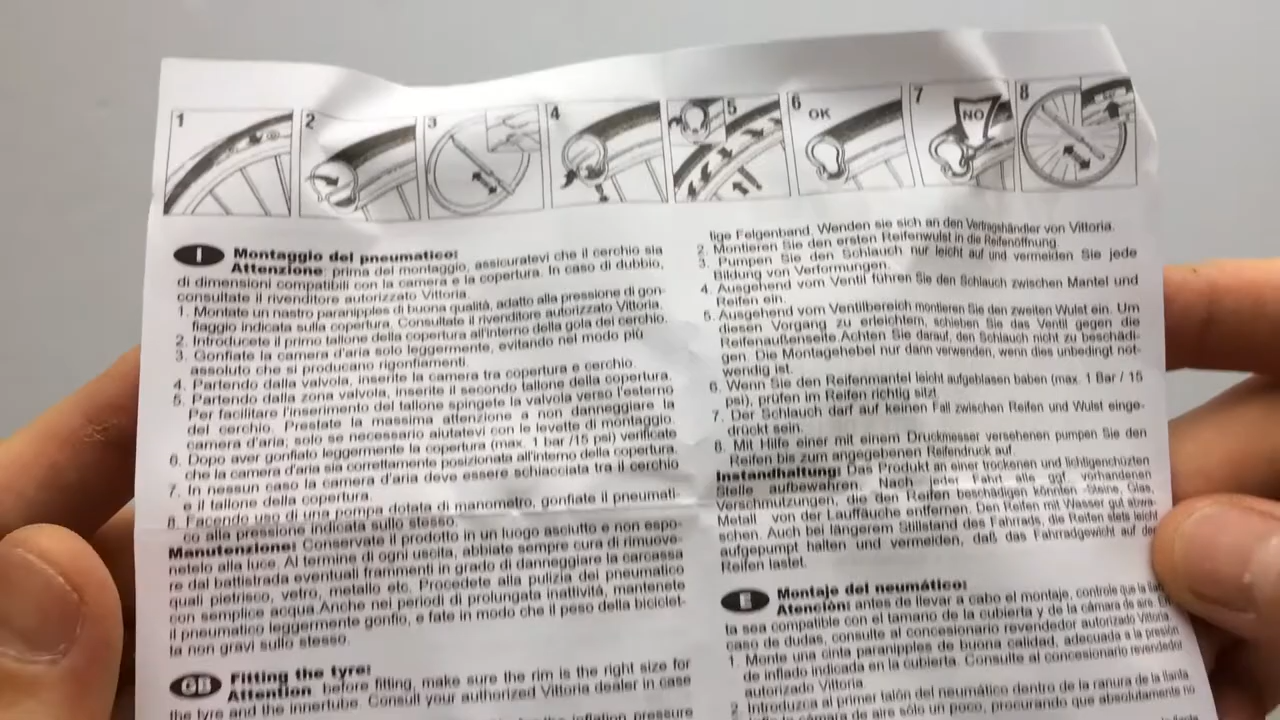 1
2
3
4
5
6
OK
7
NO
8
I Montaggio del pneumatico:
Attenzione: prima del montaggio, assicuratevi che il cerchio sia
di dimensioni compatibili con la camera e la copertura. In caso di dubbio,
consultate il rivenditore autorizzato Vittoria.
1. Montate un nastro paranipples di buona qualità, adatto alla pressione di gon-
fiaggio indicata sulla copertura. Consultate il rivenditore autorizzato Vittoria.
2. Introducete il primo tallone della copertura all'interno della gola del cerchio.
3. Gonfiate la camera d'aria solo leggermente, evitando nel modo più
assoluto che si producano rigonfiamenti.
4. Partendo dalla valvola, inserite la camera tra copertura e cerchio.
5. Partendo dalla zona valvola, inserite il secondo tallone della copertura.
Per facilitare l'inserimento del tallone spingete la valvola verso l'esterno
del cerchio. Prestate la massima attenzione a non danneggiare la
camera d'aria; solo se necessario aiutatevi con le levette di montaggio.
6. Dopo aver gonfiato leggermente la copertura (max. 1 bar /15 psi) verificate
che la camera d'aria sia correttamente posizionata all'interno della copertura.
7. In nessun caso la camera d'aria deve essere schiacciata tra il cerchio
e il tallone della copertura.
8. Facendo uso di una pompa dotata di manometro, gonfiate il pneumati-
co alla pressione indicata sullo stesso.
Manutenzione: Conservate il prodotto in un luogo asciutto e non espo-
netelo alla luce. Al termine di ogni uscita, abbiate sempre cura di rimuove-
re dal battistrada eventuali frammenti in grado di danneggiare la carcassa
quali pietrisco, vetro, metallo etc. Procedete alla pulizia del pneumatico
con semplice acqua.Anche nei periodi di prolungata inattività, mantenete
il pneumatico leggermente gonfio, e fate in modo che il peso della biciclet-
ta non gravi sullo stesso.
GB Fitting the tyre:
Attention: before fitting, make sure the rim is the right size for
the tyre and the innertube. Consult your authorized Vittoria dealer in case
the inflation pressure
tige Felgenband. Wenden sie sich an den Vertragshändler von Vittoria.
2. Montieren Sie den ersten Reifenwulst in die Reifenöffnung.
3. Pumpen Sie den Schlauch nur leicht auf und vermeiden Sie jede
Bildung von Verformungen.
4. Ausgehend vom Ventil führen Sie den Schlauch zwischen Mantel und
Reifen ein.
5. Ausgehend vom Ventilbereich montieren Sie den zweiten Wulst ein. Um
diesen Vorgang zu erleichtern, schieben Sie das Ventil gegen die
Reifenaußenseite.Achten Sie darauf, den Schlauch nicht zu beschädi-
gen. Die Montagehebel nur dann verwenden, wenn dies unbedingt not-
wendig ist.
6. Wenn Sie den Reifenmantel leicht aufgeblasen baben (max. 1 Bar / 15
psi), prüfen im Reifen richtig sitzt.
7. Der Schlauch darf auf keinen Fall zwischen Reifen und Wulst einge-
drückt sein.
8. Mit Hilfe einer mit einem Druckmesser versehenen pumpen Sie den
Reifen bis zum angegebenen Reifendruck auf.
Instandhaltung: Das Produkt an einer trockenen und lichtgenschützten
Stelle aufbewahren. Nach jeder Fahrt alle ggf. vorhandenen
Verschmutzungen, die den Reifen beschädigen könnten -Steine, Glas,
Metall von der Lauffäuche entfernen. Den Reifen mit Wasser gut abwa-
schen. Auch bei längerem Stillstand des Fahrrads, die Reifen stets leicht
aufgepumpt halten und vermeiden, daß das Fahrradgewicht auf den
Reifen lastet.
E Montaje del neumático:
Atención: antes de llevar a cabo el montaje, controle que la llan-
ta sea compatible con el tamano de la cubierta y de la cámara de aire. En
caso de dudas, consulte al concesionario revendedor autorizado Vittoria.
1. Monte una cinta paranipples de buona calidad, adecuada a la presión
de inflado indicada en la cubierta. Consulte al concesionario revendedor
autorizado Vittoria.
2. Introduzca al primer talón del neumático dentro de la ranura de la llanta.
cámara de aire sólo un poco, procurando que absolutamente no